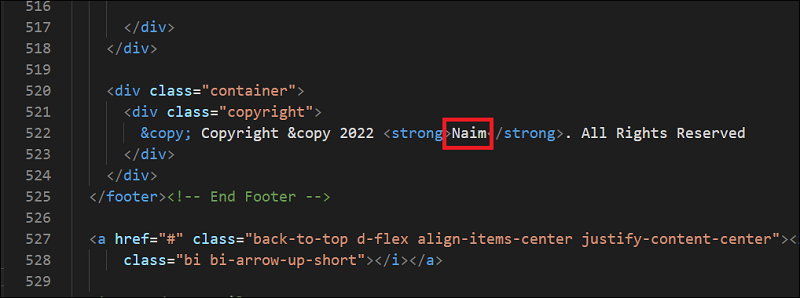 516
517 </div>
518 </div>
519
520 <div class="container">
521 <div class="copyright">
522 &copy; Copyright &copy 2022 <strong>Naim</strong>. All Rights Reserved
523 </div>
524 </div>
525 </footer><!-- End Footer -->
526
527 <a href="#" class="back-to-top d-flex align-items-center justify-content-center"><
528 class="bi bi-arrow-up-short"></i></a>
529